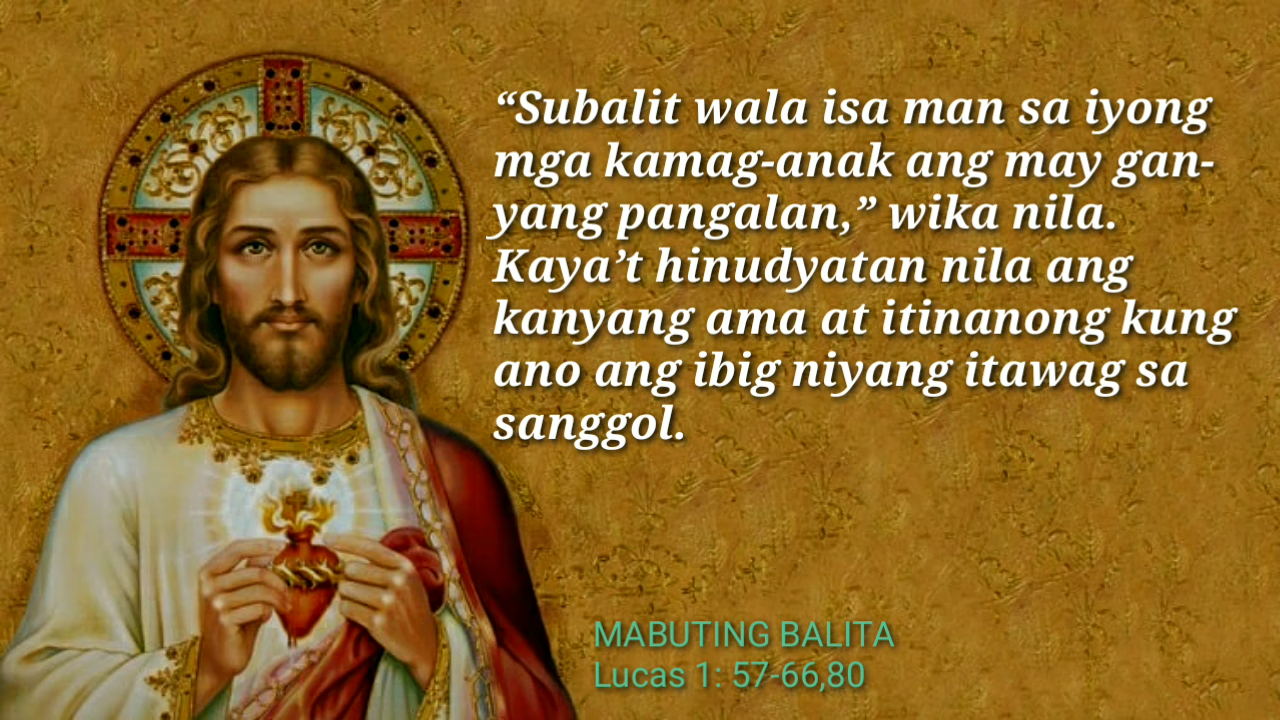 “Subalit wala isa man sa iyong
mga kamag-anak ang may gan-
yang pangalan,” wika nila.
Kaya’t hinudyatan nila ang
kanyang ama at itinanong kung
ano ang ibig niyang itawag sa
sanggol.
MABUTING BALITA
Lucas 1: 57-66,80